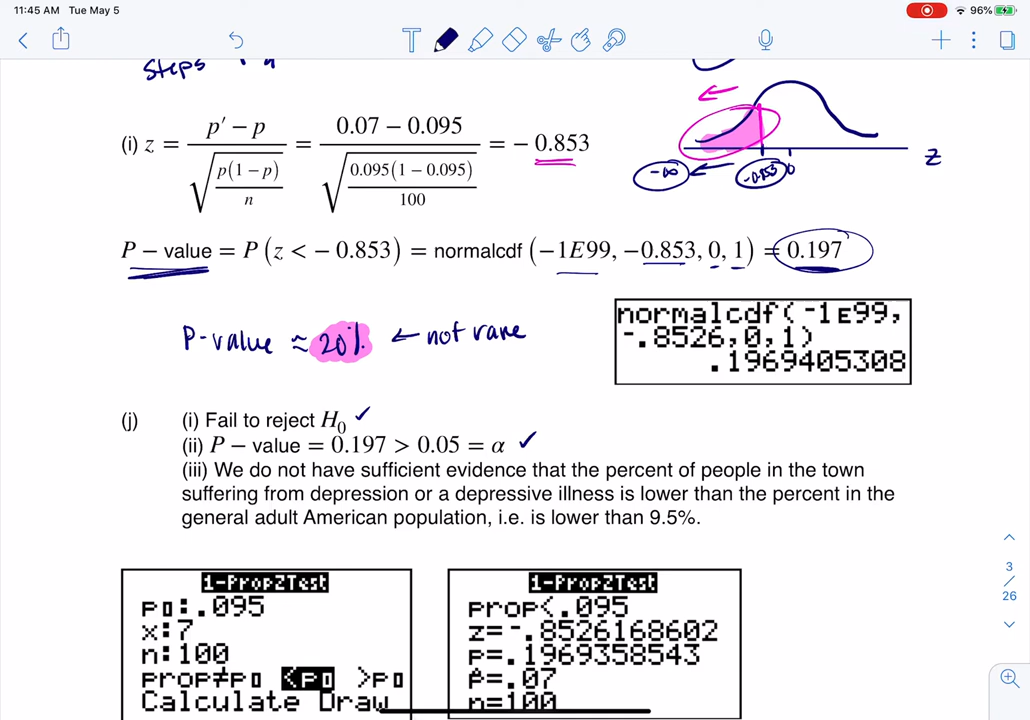 11:45 AM Tue May 5
96%
T
steps
(i) z = p′ − p / √(p(1 − p) / n) = 0.07 − 0.095 / √(0.095(1 − 0.095) / 100) = − 0.853
−∞ −0.853 0 z
P − value = P (z < − 0.853) = normalcdf (−1E99, −0.853, 0, 1) = 0.197
P-value ≈ 20% ← not rare
normalcdf(-1E99,
-.8526,0,1)
.1969405308
(j) (i) Fail to reject H₀ ✓
(ii) P − value = 0.197 > 0.05 = α ✓
(iii) We do not have sufficient evidence that the percent of people in the town
suffering from depression or a depressive illness is lower than the percent in the
general adult American population, i.e. is lower than 9.5%.
1-PropZTest
p0:.095
x:7
n:100
prop≠p0 <p0 >p0
Calculate Draw
1-PropZTest
prop<.095
z=-.8526168602
p=.1969358543
p̂=.07
n=100
3
/
26